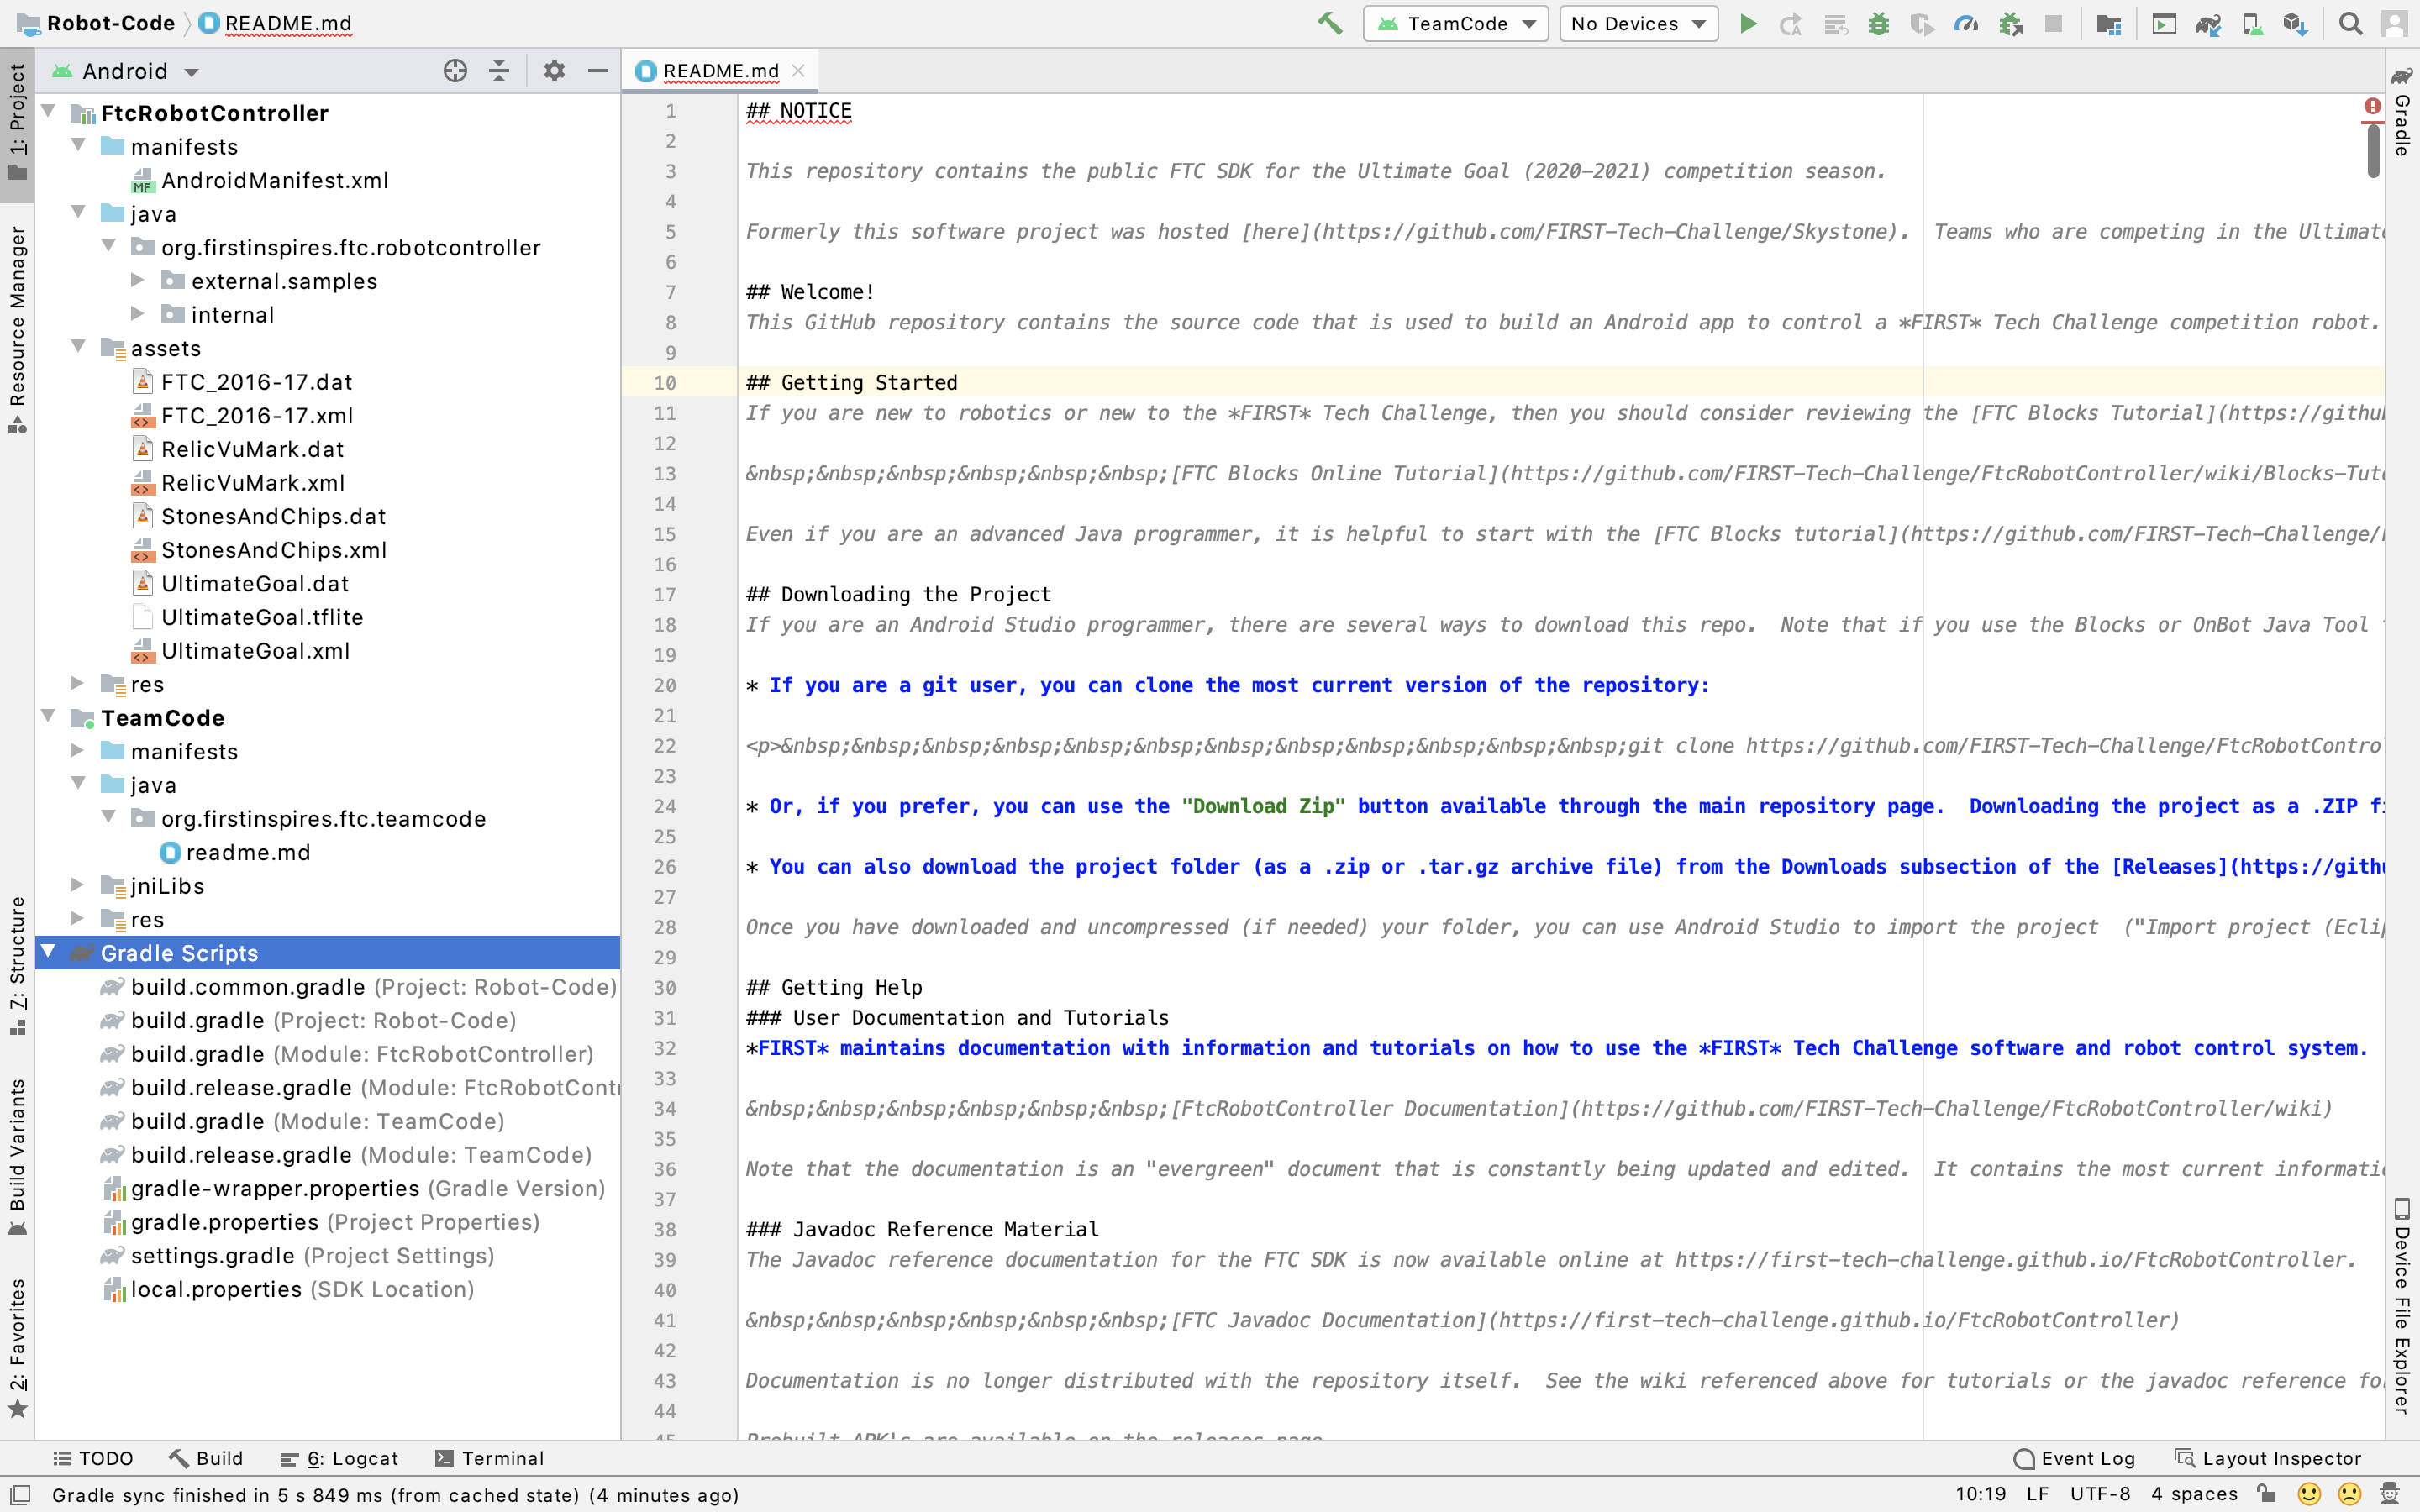 Robot-Code
README.md
TeamCode
No Devices
1: Project
Resource Manager
7: Structure
Build Variants
2: Favorites
Android
FtcRobotController
manifests
AndroidManifest.xml
java
org.firstinspires.ftc.robotcontroller
external.samples
internal
assets
FTC_2016-17.dat
FTC_2016-17.xml
RelicVuMark.dat
RelicVuMark.xml
StonesAndChips.dat
StonesAndChips.xml
UltimateGoal.dat
UltimateGoal.tflite
UltimateGoal.xml
res
TeamCode
manifests
java
org.firstinspires.ftc.teamcode
readme.md
jniLibs
res
Gradle Scripts
build.common.gradle (Project: Robot-Code)
build.gradle (Project: Robot-Code)
build.gradle (Module: FtcRobotController)
build.release.gradle (Module: FtcRobotContr
build.gradle (Module: TeamCode)
build.release.gradle (Module: TeamCode)
gradle-wrapper.properties (Gradle Version)
gradle.properties (Project Properties)
settings.gradle (Project Settings)
local.properties (SDK Location)
README.md
1 ## NOTICE
2
3 This repository contains the public FTC SDK for the Ultimate Goal (2020-2021) competition season.
4
5 Formerly this software project was hosted [here](https://github.com/FIRST-Tech-Challenge/Skystone).  Teams who are competing in the Ultimate
6
7 ## Welcome!
8 This GitHub repository contains the source code that is used to build an Android app to control a *FIRST* Tech Challenge competition robot.
9
10 ## Getting Started
11 If you are new to robotics or new to the *FIRST* Tech Challenge, then you should consider reviewing the [FTC Blocks Tutorial](https://githu
12
13 &nbsp;&nbsp;&nbsp;&nbsp;&nbsp;&nbsp;[FTC Blocks Online Tutorial](https://github.com/FIRST-Tech-Challenge/FtcRobotController/wiki/Blocks-Tut
14
15 Even if you are an advanced Java programmer, it is helpful to start with the [FTC Blocks tutorial](https://github.com/FIRST-Tech-Challenge/
16
17 ## Downloading the Project
18 If you are an Android Studio programmer, there are several ways to download this repo.  Note that if you use the Blocks or OnBot Java Tool
19
20 * If you are a git user, you can clone the most current version of the repository:
21
22 <p>&nbsp;&nbsp;&nbsp;&nbsp;&nbsp;&nbsp;&nbsp;&nbsp;&nbsp;&nbsp;&nbsp;&nbsp;git clone https://github.com/FIRST-Tech-Challenge/FtcRobotContro
23
24 * Or, if you prefer, you can use the "Download Zip" button available through the main repository page.  Downloading the project as a .ZIP fi
25
26 * You can also download the project folder (as a .zip or .tar.gz archive file) from the Downloads subsection of the [Releases](https://gith
27
28 Once you have downloaded and uncompressed (if needed) your folder, you can use Android Studio to import the project  ("Import project (Eclip
29
30 ## Getting Help
31 ### User Documentation and Tutorials
32 *FIRST* maintains documentation with information and tutorials on how to use the *FIRST* Tech Challenge software and robot control system.
33
34 &nbsp;&nbsp;&nbsp;&nbsp;&nbsp;&nbsp;[FtcRobotController Documentation](https://github.com/FIRST-Tech-Challenge/FtcRobotController/wiki)
35
36 Note that the documentation is an "evergreen" document that is constantly being updated and edited.  It contains the most current informatio
37
38 ### Javadoc Reference Material
39 The Javadoc reference documentation for the FTC SDK is now available online at https://first-tech-challenge.github.io/FtcRobotController.
40
41 &nbsp;&nbsp;&nbsp;&nbsp;&nbsp;&nbsp;[FTC Javadoc Documentation](https://first-tech-challenge.github.io/FtcRobotController)
42
43 Documentation is no longer distributed with the repository itself.  See the wiki referenced above for tutorials or the javadoc reference fo
44
45 Prebuilt APK's are available on the releases page
Gradle
Device File Explorer
TODO
Build
6: Logcat
Terminal
Event Log
Layout Inspector
Gradle sync finished in 5 s 849 ms (from cached state) (4 minutes ago)
10:19 LF UTF-8 4 spaces